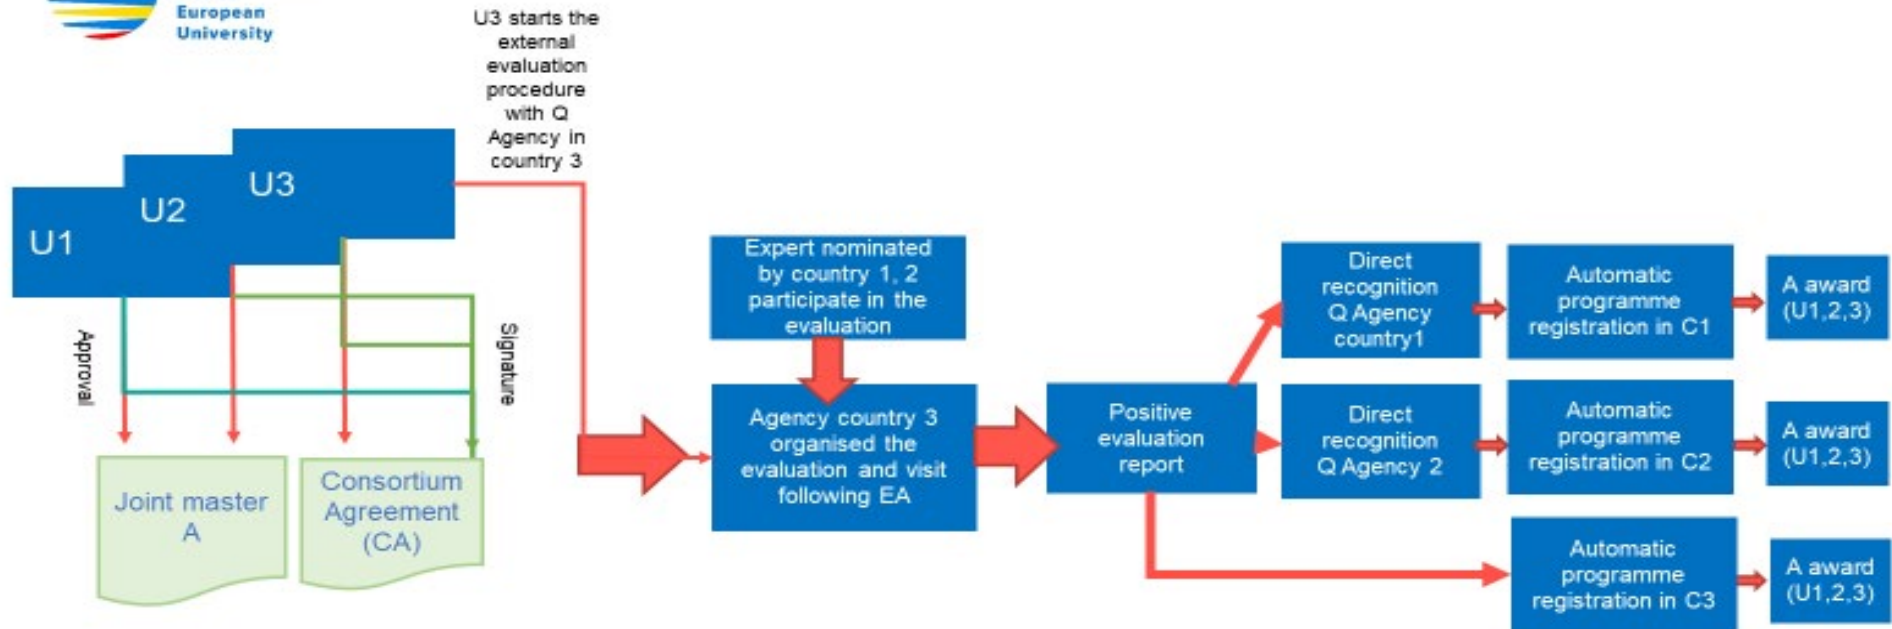 European
University
U3 starts the
external
evaluation
procedure
with Q
Agency in
country 3
U3
U2
U1
Approval
Signature
Joint master
A
Consortium
Agreement
(CA)
Expert nominated
by country 1, 2
participate in the
evaluation
Agency country 3
organised the
evaluation and visit
following EA
Positive
evaluation
report
Direct
recognition
Q Agency
country1
Automatic
programme
registration in C1
A award
(U1,2,3)
Direct
recognition
Q Agency 2
Automatic
programme
registration in C2
A award
(U1,2,3)
Automatic
programme
registration in C3
A award
(U1,2,3)